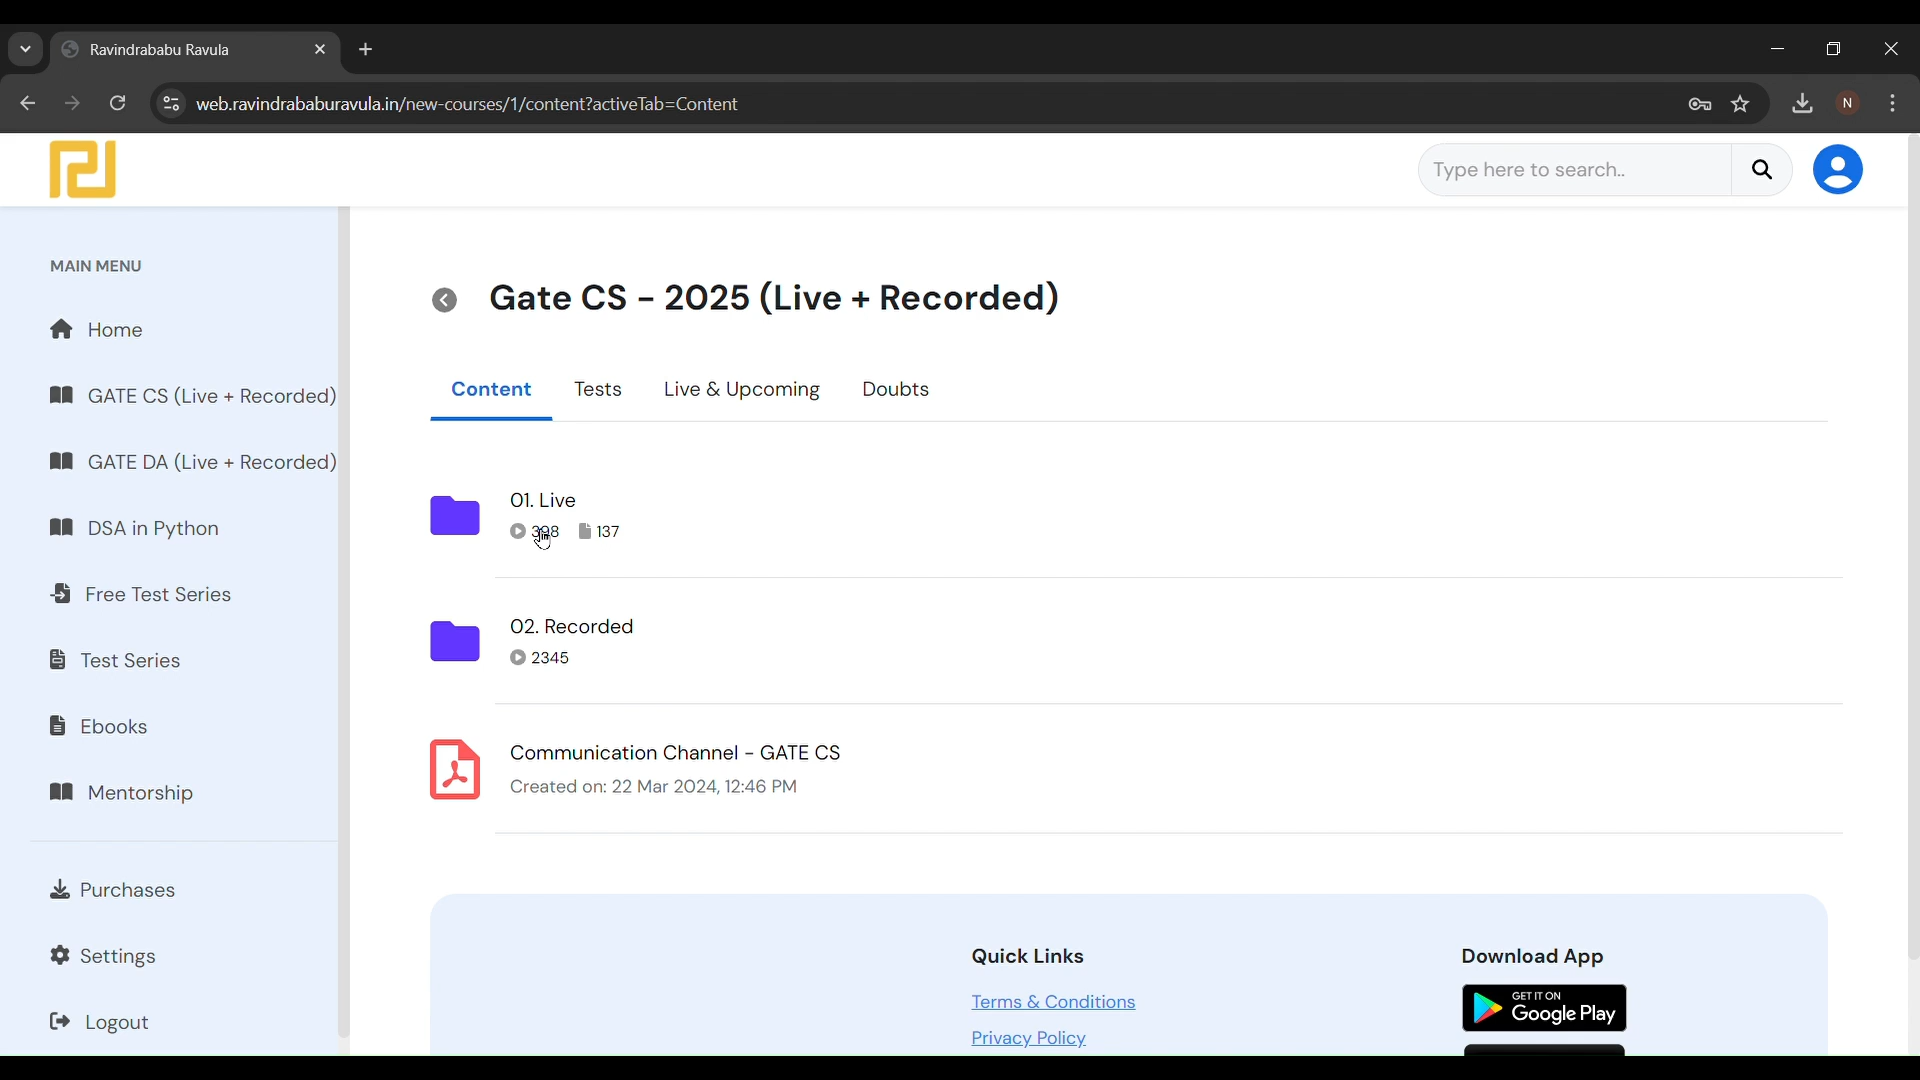 Ravindrababu Ravula
web.ravindrababuravula.in/new-courses/1/content?activeTab=Content
N
Type here to search..
MAIN MENU
Home
GATE CS (Live + Recorded)
GATE DA (Live + Recorded)
DSA in Python
Free Test Series
Test Series
Ebooks
Mentorship
Purchases
Settings
Logout
Gate CS - 2025 (Live + Recorded)
Content Tests Live & Upcoming Doubts
01. Live
398 137
02. Recorded
2345
Communication Channel - GATE CS
Created on: 22 Mar 2024, 12:46 PM
Quick Links
Terms & Conditions
Privacy Policy
Download App
GET IT ON
Google Play